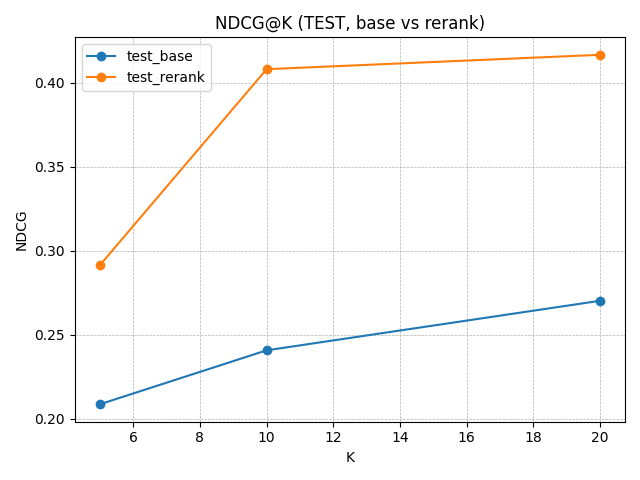 NDCG@K (TEST, base vs rerank)
test_base
test_rerank
NDCG
0.40
0.35
0.30
0.25
0.20
6 8 10 12 14 16 18 20
K